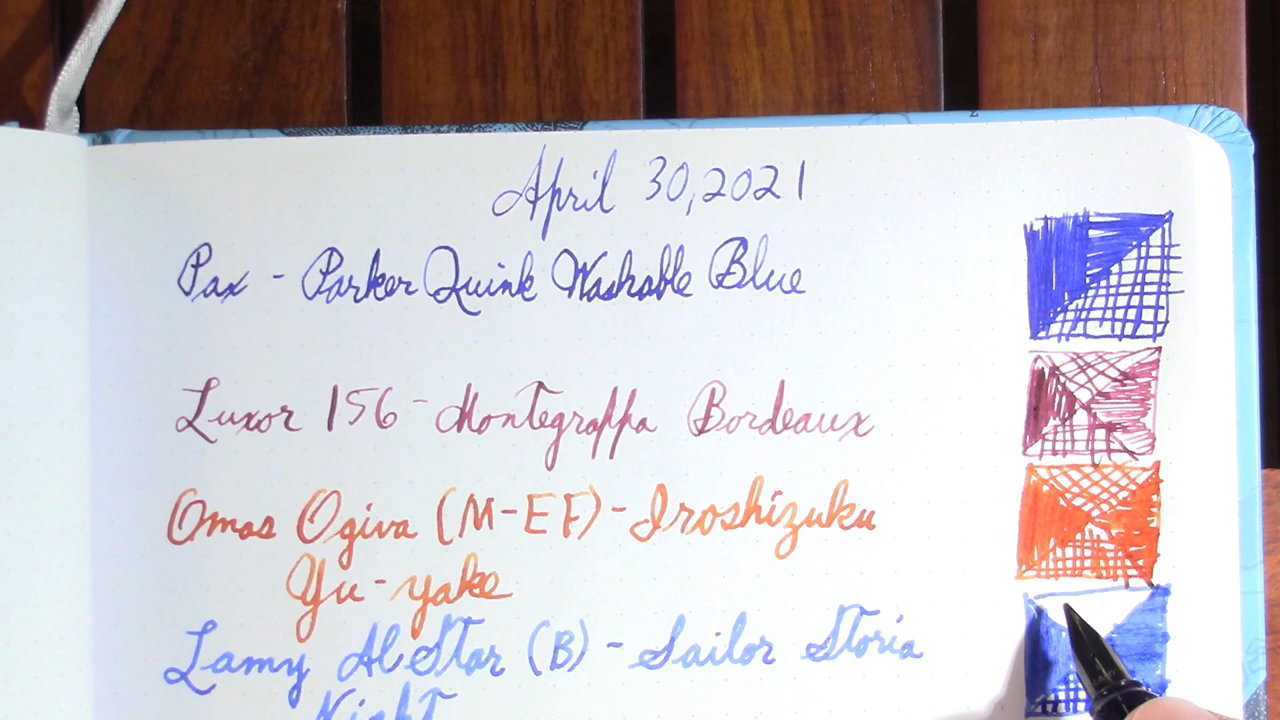 April 30, 2021
Pax - Parker Quink Washable Blue
Luxor 156 - Montegrappa Bordeaux
Omas Ogiva (M-EF) - Iroshizuku
Yu-yake
Lamy Al Star (B) - Sailor Storia
Night